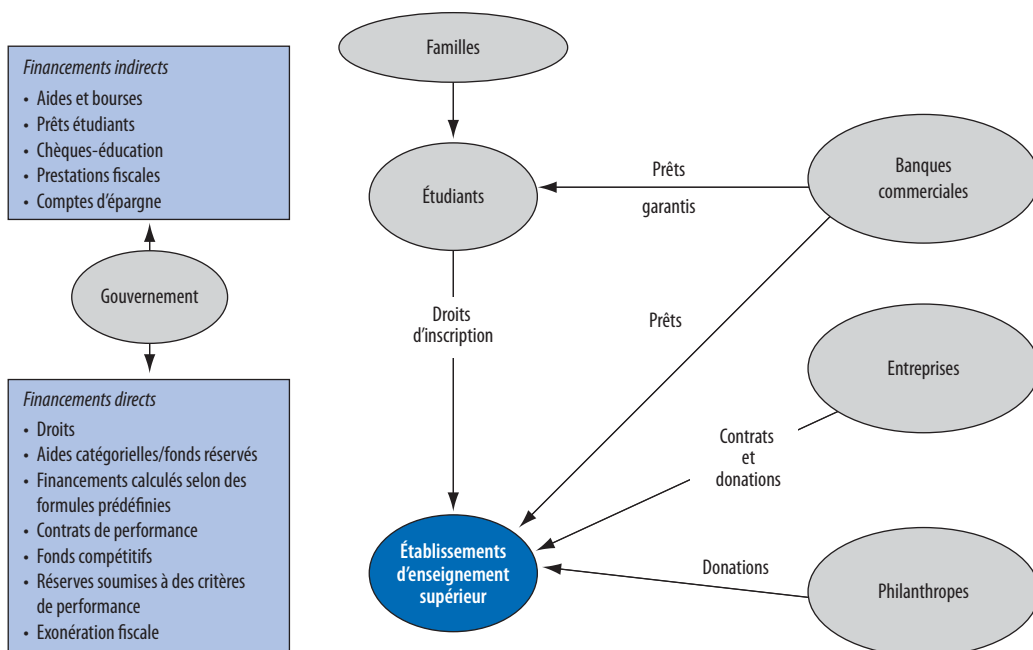 Financements indirects
• Aides et bourses
• Prêts étudiants
• Chèques-éducation
• Prestations fiscales
• Comptes d'épargne
Gouvernement
Financements directs
• Droits
• Aides catégorielles/fonds réservés
• Financements calculés selon des
formules prédéfinies
• Contrats de performance
• Fonds compétitifs
• Réserves soumises à des critères
de performance
• Exonération fiscale
Familles
Étudiants
Prêts
garantis
Banques
commerciales
Droits
d'inscription
Prêts
Entreprises
Contrats
et
donations
Établissements
d'enseignement
supérieur
Donations
Philanthropes